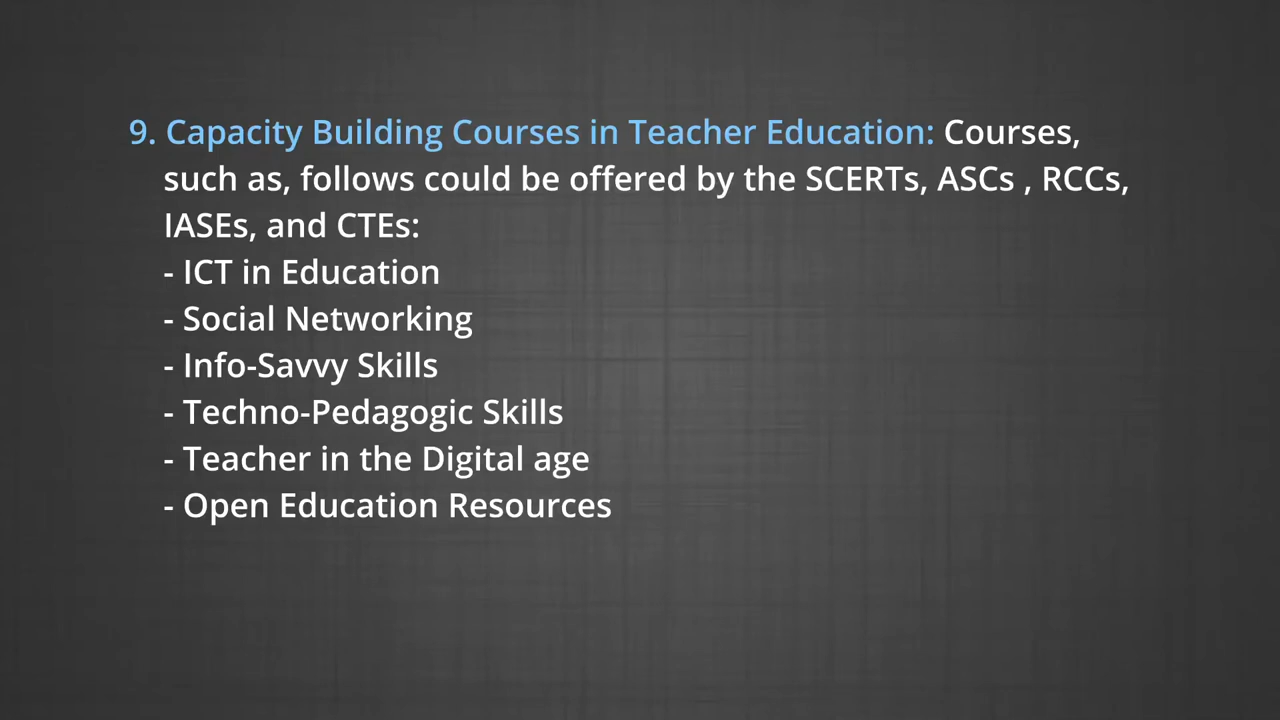 9. Capacity Building Courses in Teacher Education: Courses,
such as, follows could be offered by the SCERTs, ASCs , RCCs,
IASEs, and CTEs:
- ICT in Education
- Social Networking
- Info-Savvy Skills
- Techno-Pedagogic Skills
- Teacher in the Digital age
- Open Education Resources